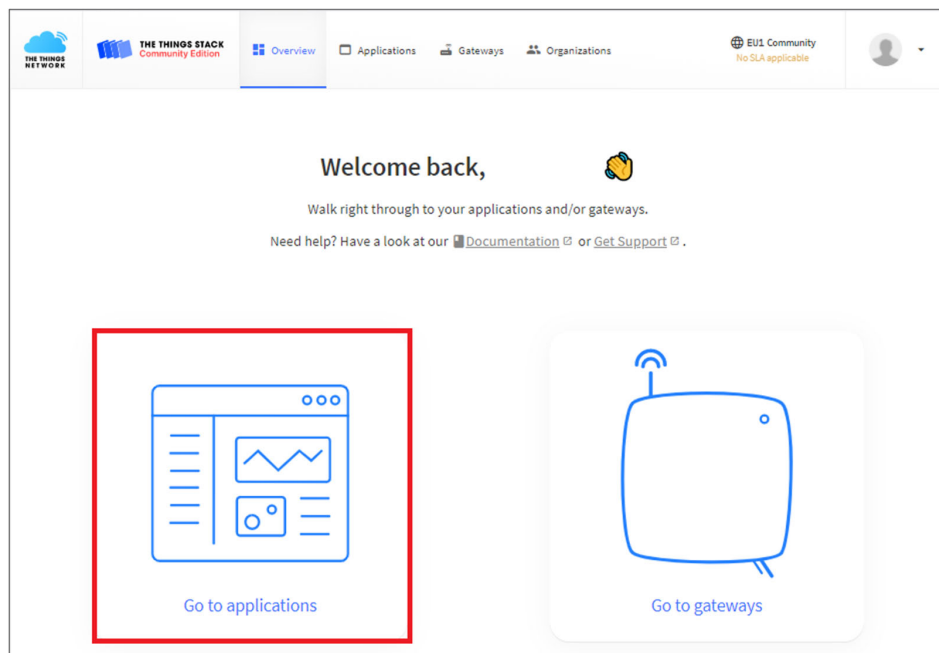 THE THINGS
NETWORK
THE THINGS STACK
Community Edition
Overview
Applications
Gateways
Organizations
EU1 Community
No SLA applicable
Welcome back,
Walk right through to your applications and/or gateways.
Need help? Have a look at our Documentation or Get Support .
Go to applications
Go to gateways